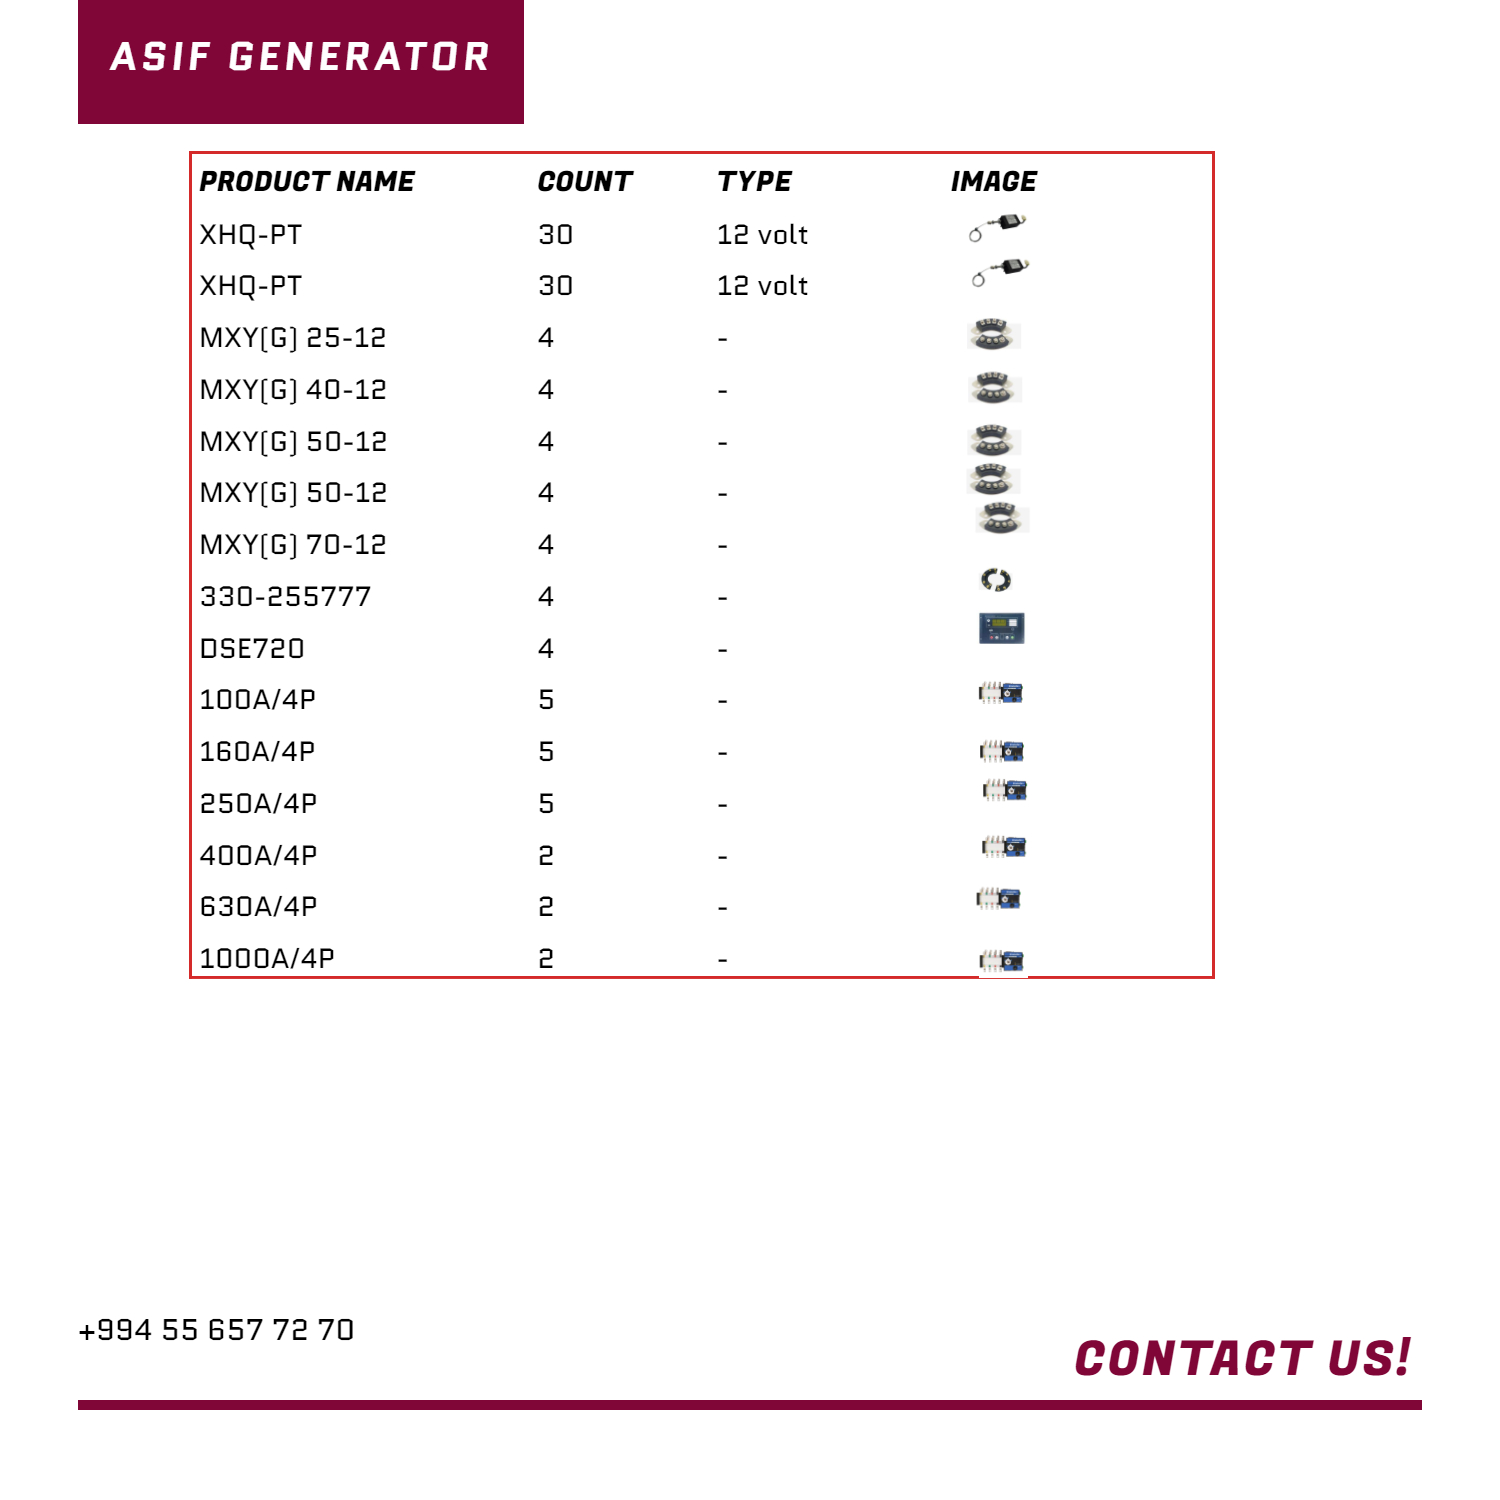 ASIF GENERATOR
PRODUCT NAME COUNT TYPE IMAGE
XHQ-PT 30 12 volt
XHQ-PT 30 12 volt
MXY(G) 25-12 4 -
MXY(G) 40-12 4 -
MXY(G) 50-12 4 -
MXY(G) 50-12 4 -
MXY(G) 70-12 4 -
330-255777 4 -
DSE720 4 -
100A/4P 5 -
160A/4P 5 -
250A/4P 5 -
400A/4P 2 -
630A/4P 2 -
1000A/4P 2 -
+994 55 657 72 70
CONTACT US!